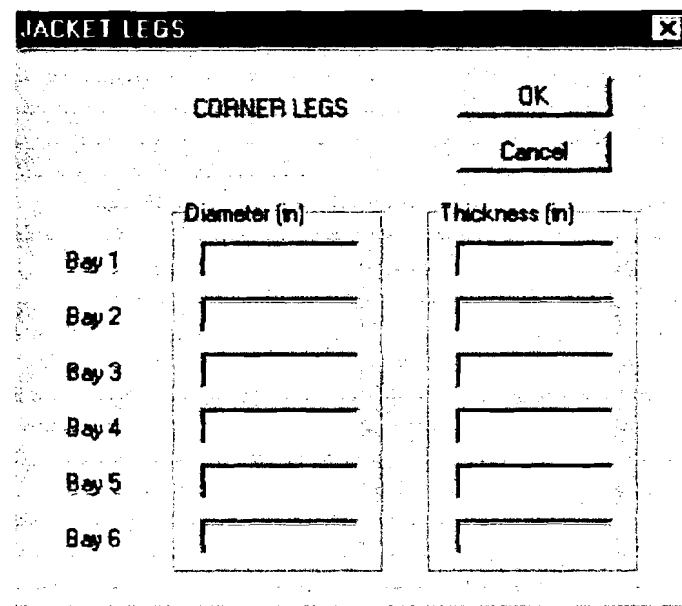 JACKET LEGS
CORNER LEGS
OK
Cancel
Diameter (in)
Thickness (in)
Bay 1
Bay 2
Bay 3
Bay 4
Bay 5
Bay 6